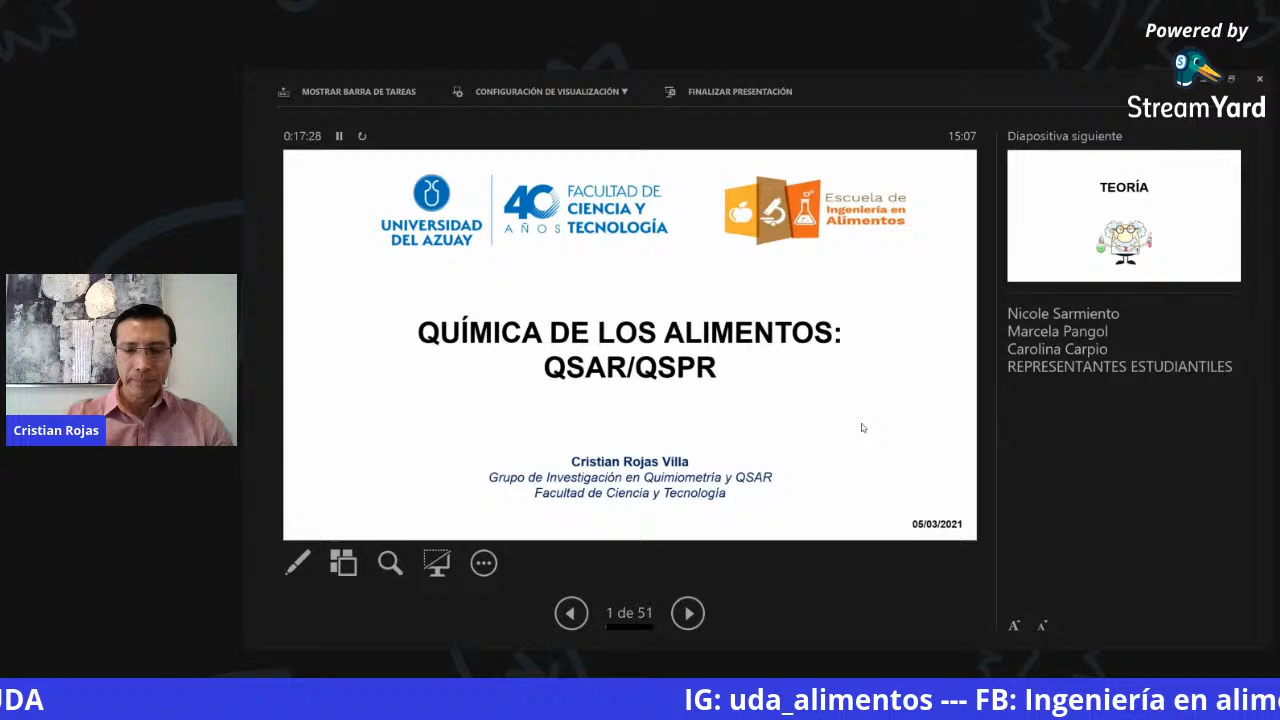 Powered by
StreamYard
MOSTRAR BARRA DE TAREAS
CONFIGURACIÓN DE VISUALIZACIÓN ▼
FINALIZAR PRESENTACIÓN
0:17:28
15:07
Diapositiva siguiente
UNIVERSIDAD
DEL AZUAY
40
AÑOS
FACULTAD DE
CIENCIA Y
TECNOLOGÍA
Escuela de
Ingeniería en
Alimentos
QUÍMICA DE LOS ALIMENTOS:
QSAR/QSPR
Cristian Rojas Villa
Grupo de Investigación en Quimiometría y QSAR
Facultad de Ciencia y Tecnología
05/03/2021
TEORÍA
Nicole Sarmiento
Marcela Pangol
Carolina Carpio
REPRESENTANTES ESTUDIANTILES
Cristian Rojas
1 de 51
A A
UDA
IG: uda_alimentos --- FB: Ingeniería en alime